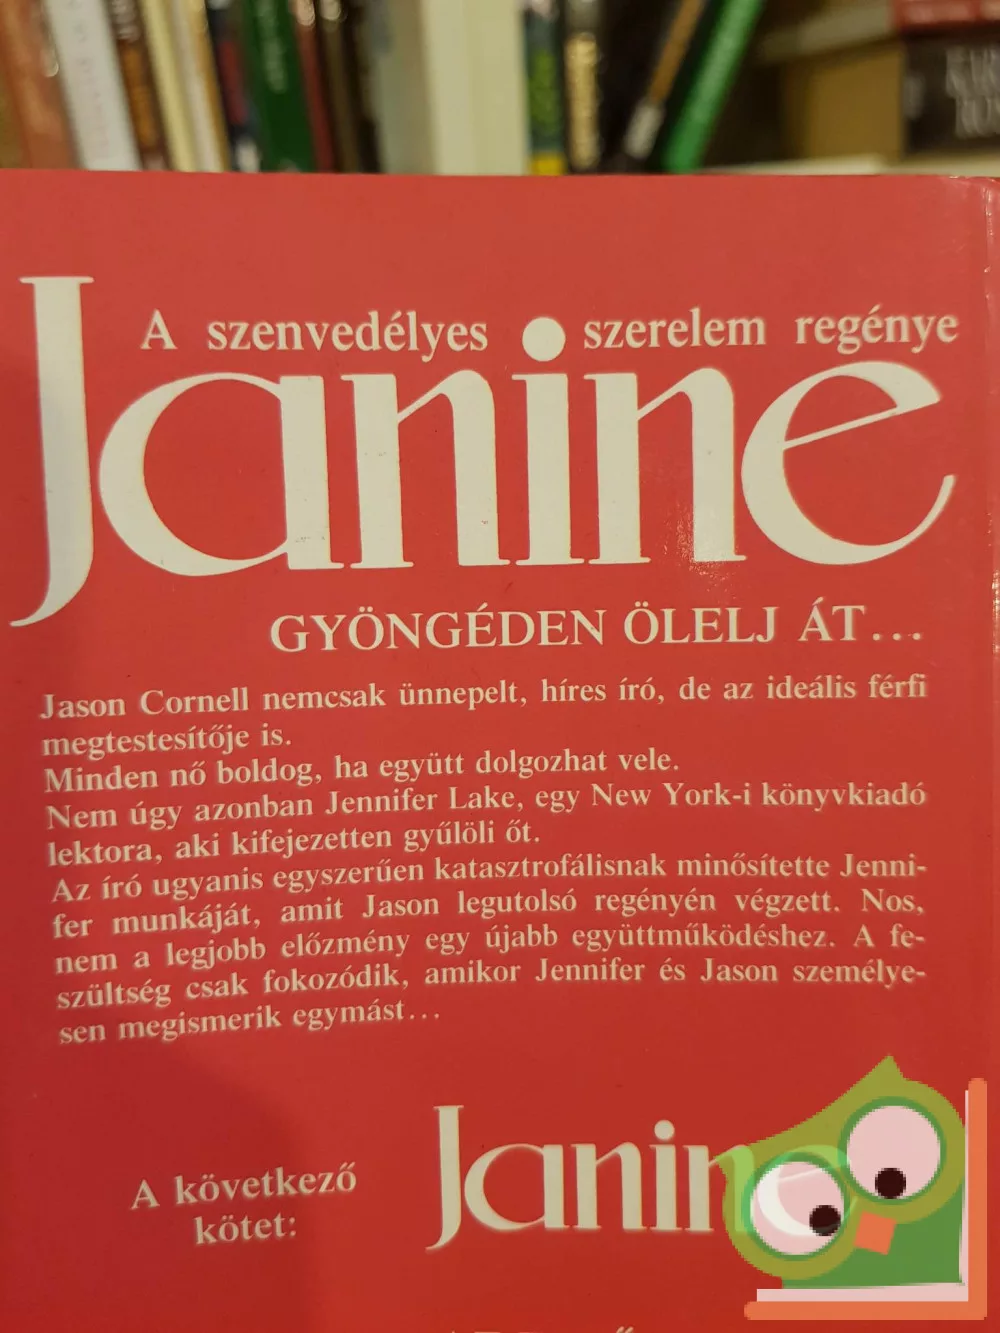 A szenvedélyes szerelem regénye
Janine
GYÖNGÉDEN ÖLELJ ÁT...
Jason Cornell nemcsak ünnepelt, híres író, de az ideális férfi
megtestesítője is.
Minden nő boldog, ha együtt dolgozhat vele.
Nem úgy azonban Jennifer Lake, egy New York-i könyvkiadó
lektora, aki kifejezetten gyűlöli őt.
Az író ugyanis egyszerűen katasztrofálisnak minősítette Jenni-
fer munkáját, amit Jason legutolsó regényén végzett. Nos,
nem a legjobb előzmény egy újabb együttműködéshez. A fe-
szültség csak fokozódik, amikor Jennifer és Jason személye-
sen megismerik egymást...
A következő
kötet:
Janine